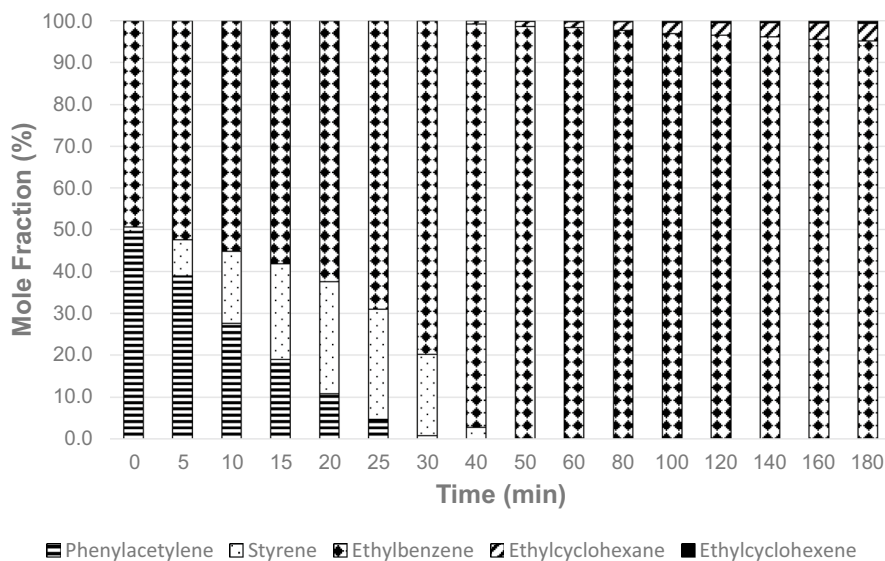 100.0
90.0
80.0
70.0
60.0
50.0
40.0
30.0
20.0
10.0
0.0
Mole Fraction (%)
0 5 10 15 20 25 30 40 50 60 80 100 120 140 160 180
Time (min)
Phenylacetylene Styrene Ethylbenzene Ethylcyclohexane Ethylcyclohexene